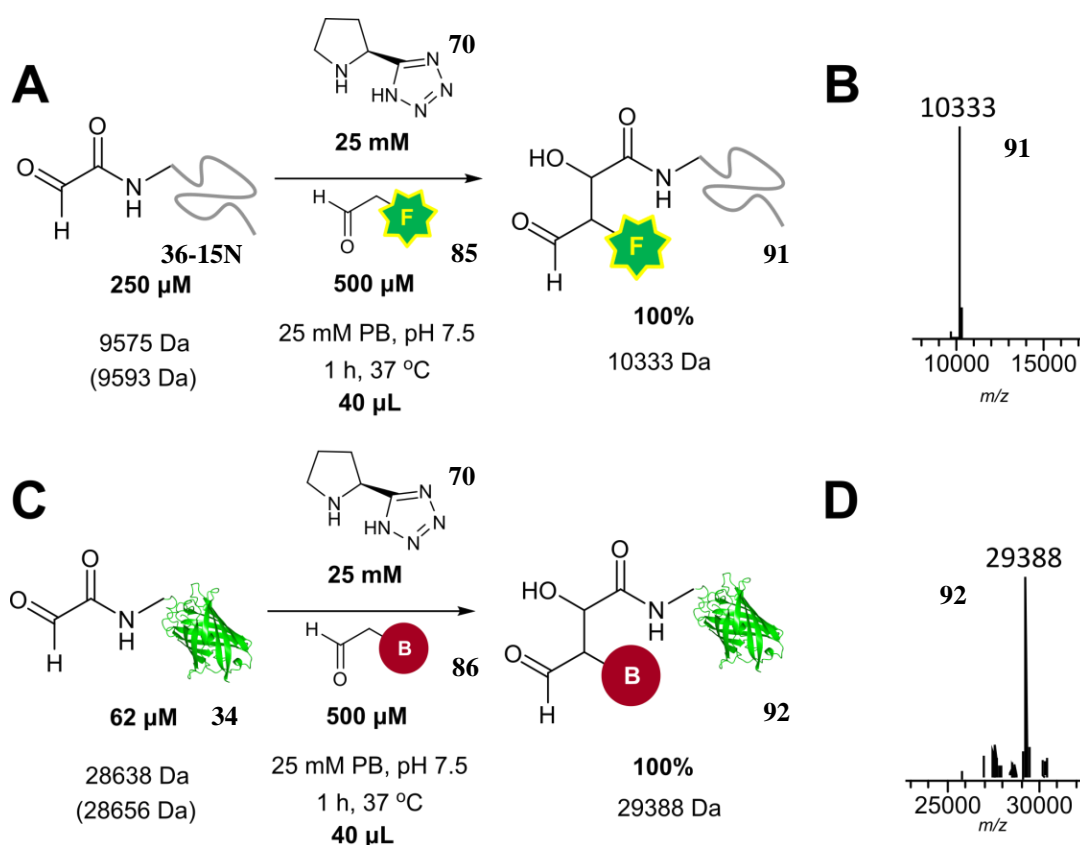 A
70
N
H
N
N
N
HN
25 mM
O
O
N
H
H
36-15N
250 µM
9575 Da
(9593 Da)
H
O
F
85
500 µM
25 mM PB, pH 7.5
1 h, 37 °C
40 µL
O
HO
N
H
O
H
F
91
100%
10333 Da
B
10333
91
10000
15000
m/z
C
70
N
H
N
N
N
HN
25 mM
O
O
N
H
H
62 µM
34
28638 Da
(28656 Da)
H
O
B
86
500 µM
25 mM PB, pH 7.5
1 h, 37 °C
40 µL
O
HO
N
H
O
H
B
92
100%
29388 Da
D
29388
92
25000
30000
m/z